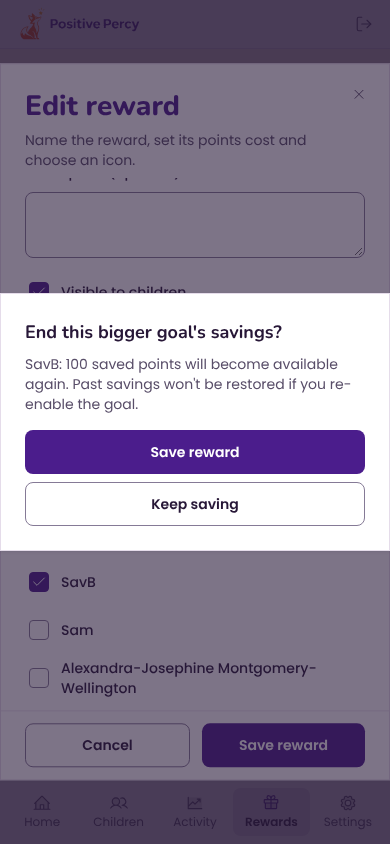 Positive Percy
Edit reward
Name the reward, set its points cost and
choose an icon.
Visible to children
End this bigger goal's savings?
SavB: 100 saved points will become available
again. Past savings won't be restored if you re-
enable the goal.
Save reward
Keep saving
SavB
Sam
Alexandra-Josephine Montgomery-
Wellington
Cancel
Save reward
Home
Children
Activity
Rewards
Settings